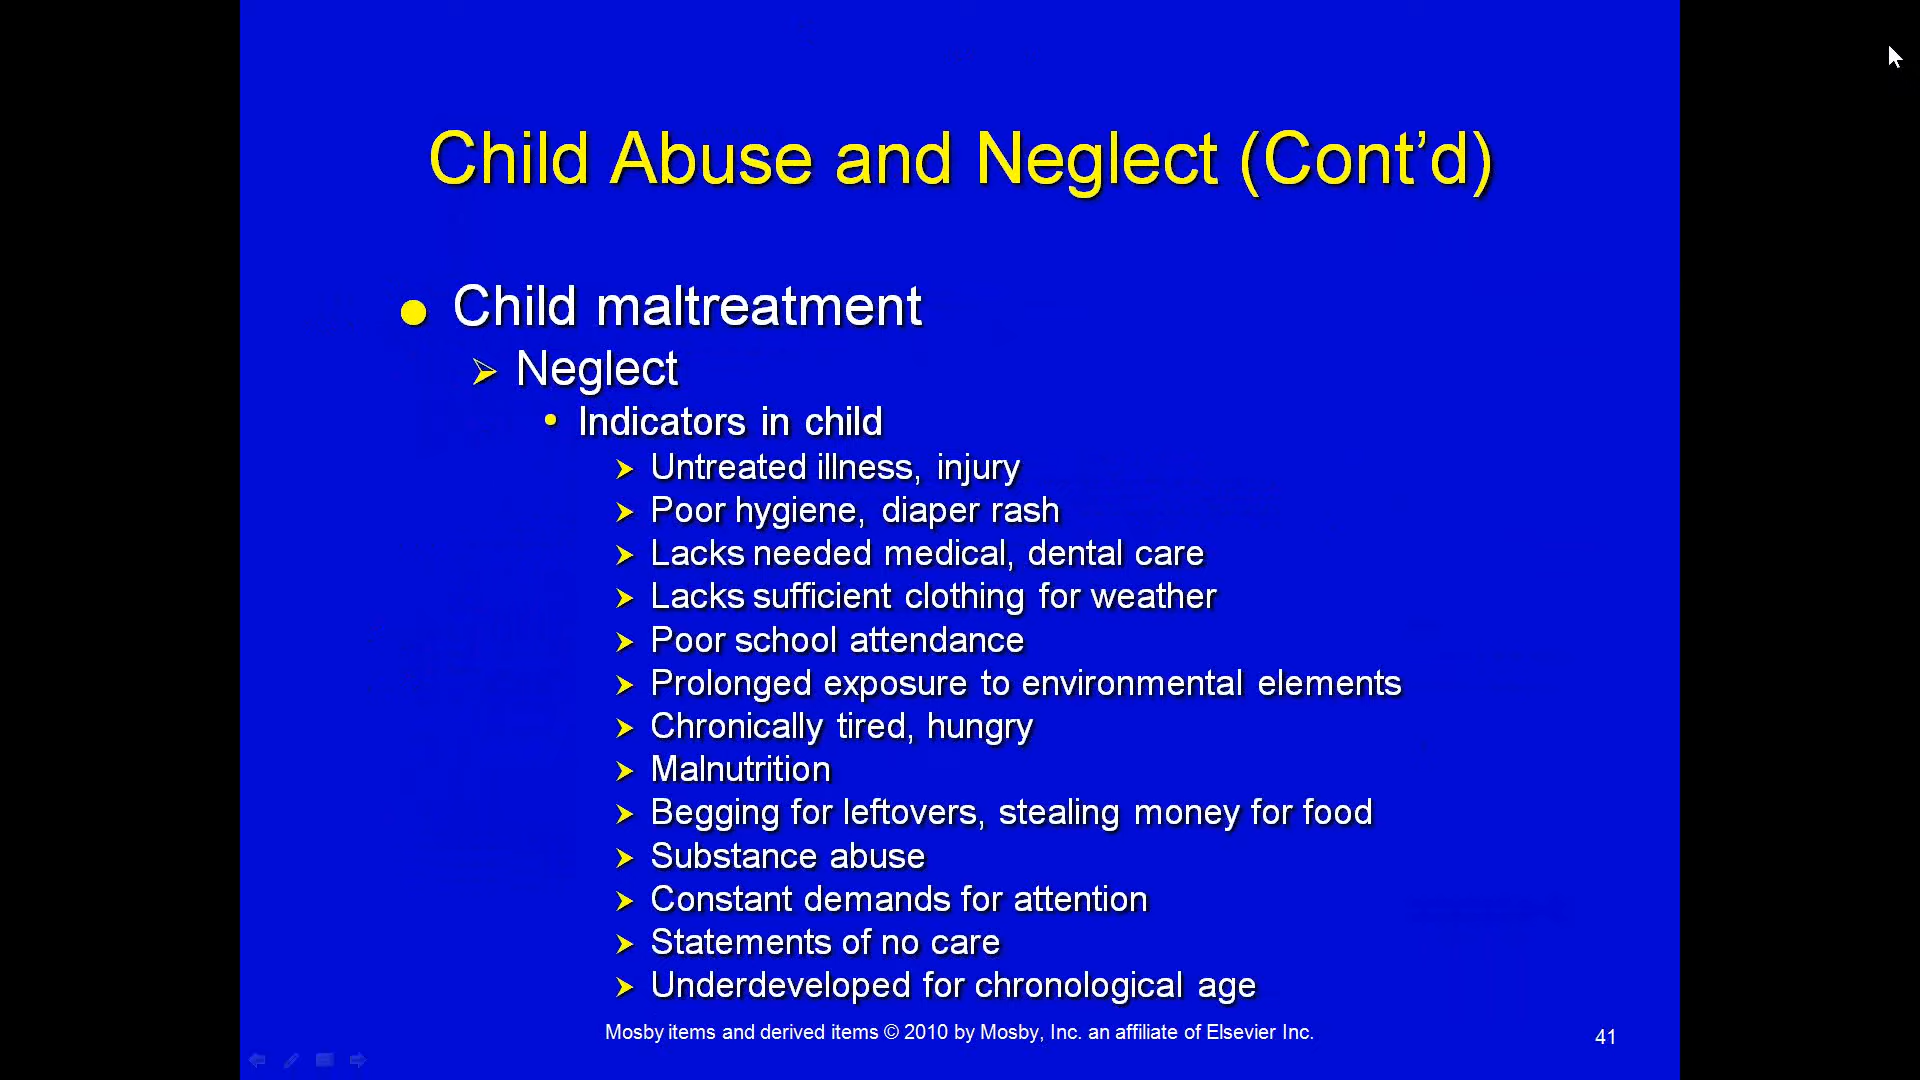 Child Abuse and Neglect (Cont’d)
Child maltreatment
Neglect
Indicators in child
Untreated illness, injury
Poor hygiene, diaper rash
Lacks needed medical, dental care
Lacks sufficient clothing for weather
Poor school attendance
Prolonged exposure to environmental elements
Chronically tired, hungry
Malnutrition
Begging for leftovers, stealing money for food
Substance abuse
Constant demands for attention
Statements of no care
Underdeveloped for chronological age
Mosby items and derived items © 2010 by Mosby, Inc. an affiliate of Elsevier Inc.
41